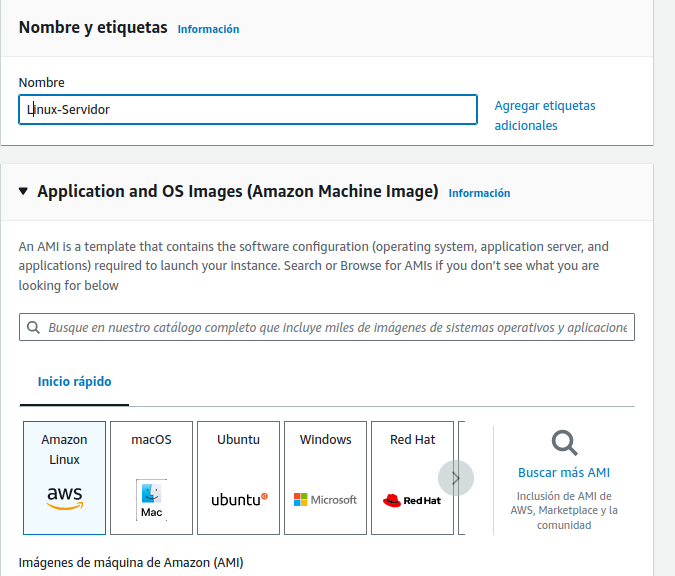 Nombre y etiquetas Información
Nombre
Linux-Servidor
Agregar etiquetas
adicionales
Application and OS Images (Amazon Machine Image) Información
An AMI is a template that contains the software configuration (operating system, application server, and
applications) required to launch your instance. Search or Browse for AMIs if you don't see what you are
looking for below
Busque en nuestro catálogo completo que incluye miles de imágenes de sistemas operativos y aplicacione
Inicio rápido
Amazon
Linux
aws
macOS
Mac
Ubuntu
ubuntu
Windows
Microsoft
Red Hat
Red Hat
Buscar más AMI
Inclusión de AMI de
AWS, Marketplace y la
comunidad
Imágenes de máquina de Amazon (AMI)